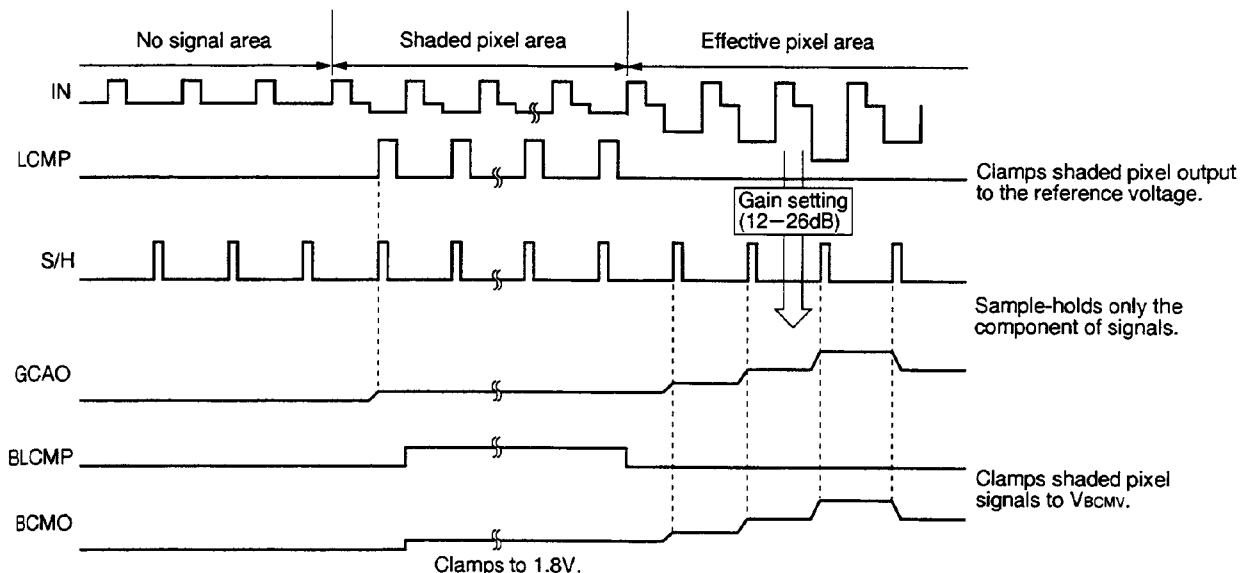 No signal area
Shaded pixel area
Effective pixel area
IN
LCMP
Clamps shaded pixel output
to the reference voltage.
Gain setting
(12–26dB)
S/H
Sample-holds only the
component of signals.
GCAO
BLCMP
Clamps shaded pixel
signals to VBCMV.
BCMO
Clamps to 1.8V.